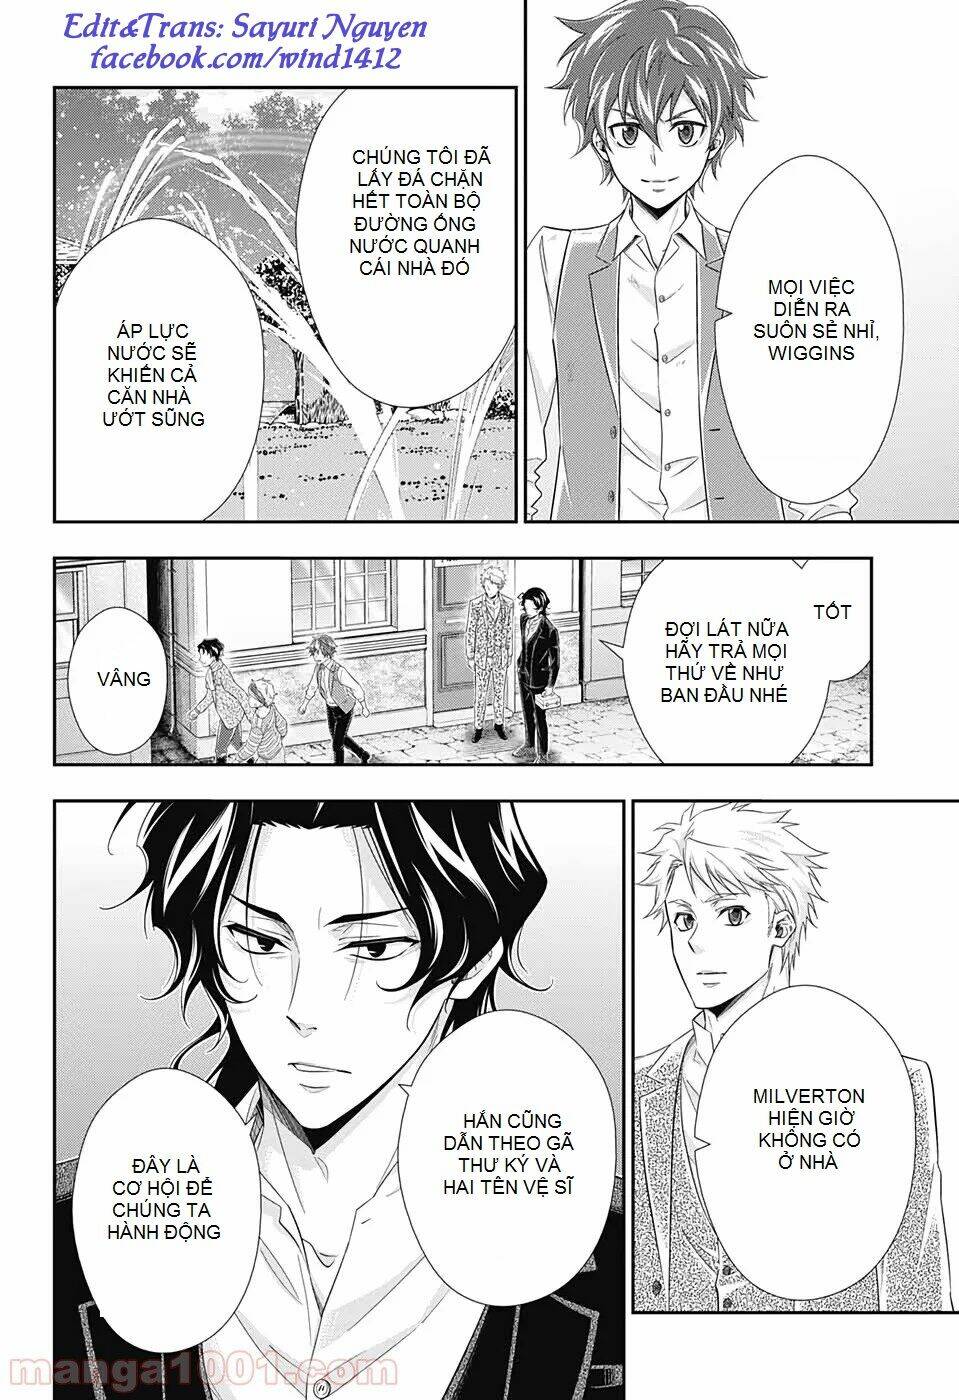 Edit&Trans: Sayuri Nguyen
facebook.com/wind1412
MỌI VIỆC
DIỄN RA
SUÔN SẺ NHỈ,
WIGGINS
CHÚNG TÔI ĐÃ
LẤY ĐÁ CHẶN
HẾT TOÀN BỘ
ĐƯỜNG ỐNG
NƯỚC QUANH
CÁI NHÀ ĐÓ
ÁP LỰC
NƯỚC SẼ
KHIẾN CẢ
CĂN NHÀ
ƯỚT SŨNG
TỐT
ĐỢI LÁT NỮA
HÃY TRẢ MỌI
THỨ VỀ NHƯ
BAN ĐẦU NHÉ
VÂNG
MILVERTON
HIỆN GIỜ
KHÔNG CÓ
Ở NHÀ
HẮN CŨNG
DẪN THEO GÃ
THƯ KÝ VÀ
HAI TÊN VỆ SĨ
ĐÂY LÀ
CƠ HỘI ĐỂ
CHÚNG TA
HÀNH ĐỘNG
manga1001.com